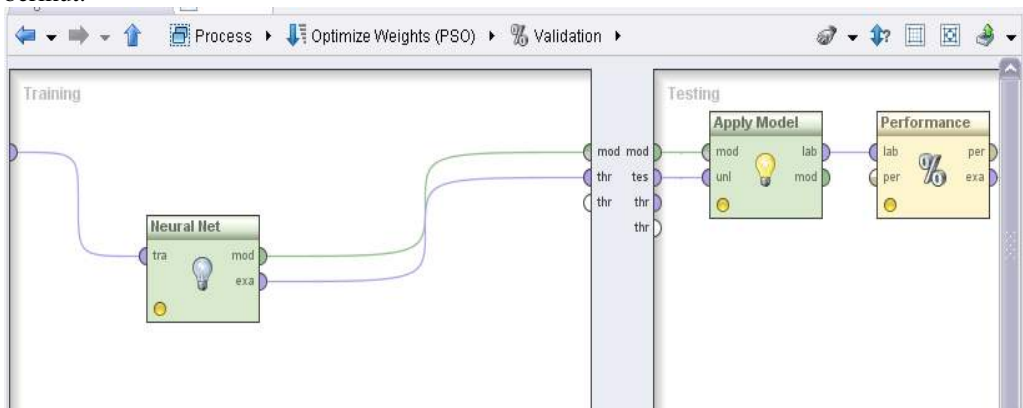 Process Optimize Weights (PSO) % Validation
Training
Testing
Neural Net
tra mod
exa
mod mod
thr tes
thr thr
thr
Apply Model
mod lab
unl mod
Performance
lab % per
per exa